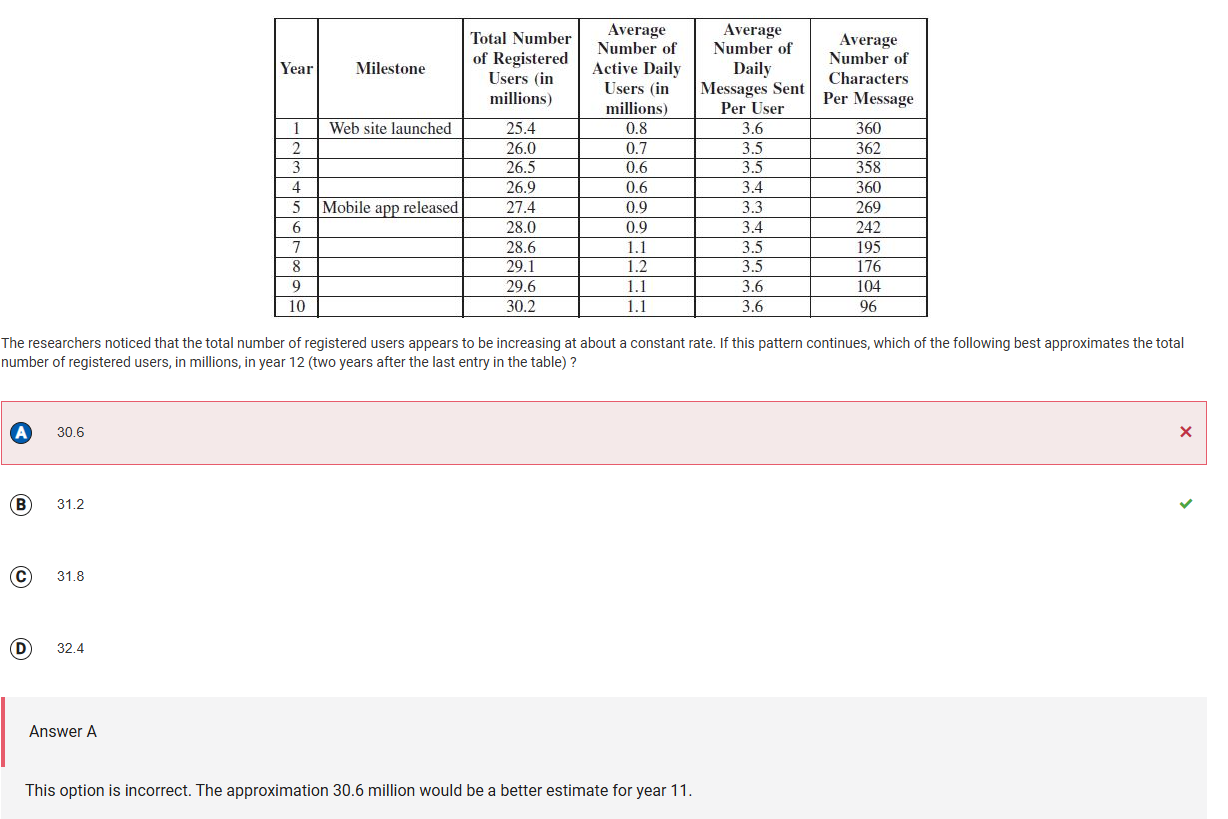 Year Milestone Total Number of Registered Users (in millions) Average Number of Active Daily Users (in millions) Average Number of Daily Messages Sent Per User Average Number of Characters Per Message
1 Web site launched 25.4 0.8 3.6 360
2 26.0 0.7 3.5 362
3 26.5 0.6 3.5 358
4 26.9 0.6 3.4 360
5 Mobile app released 27.4 0.9 3.3 269
6 28.0 0.9 3.4 242
7 28.6 1.1 3.5 195
8 29.1 1.2 3.5 176
9 29.6 1.1 3.6 104
10 30.2 1.1 3.6 96
The researchers noticed that the total number of registered users appears to be increasing at about a constant rate. If this pattern continues, which of the following best approximates the total
number of registered users, in millions, in year 12 (two years after the last entry in the table) ?
A 30.6
B 31.2
C 31.8
D 32.4
Answer A
This option is incorrect. The approximation 30.6 million would be a better estimate for year 11.